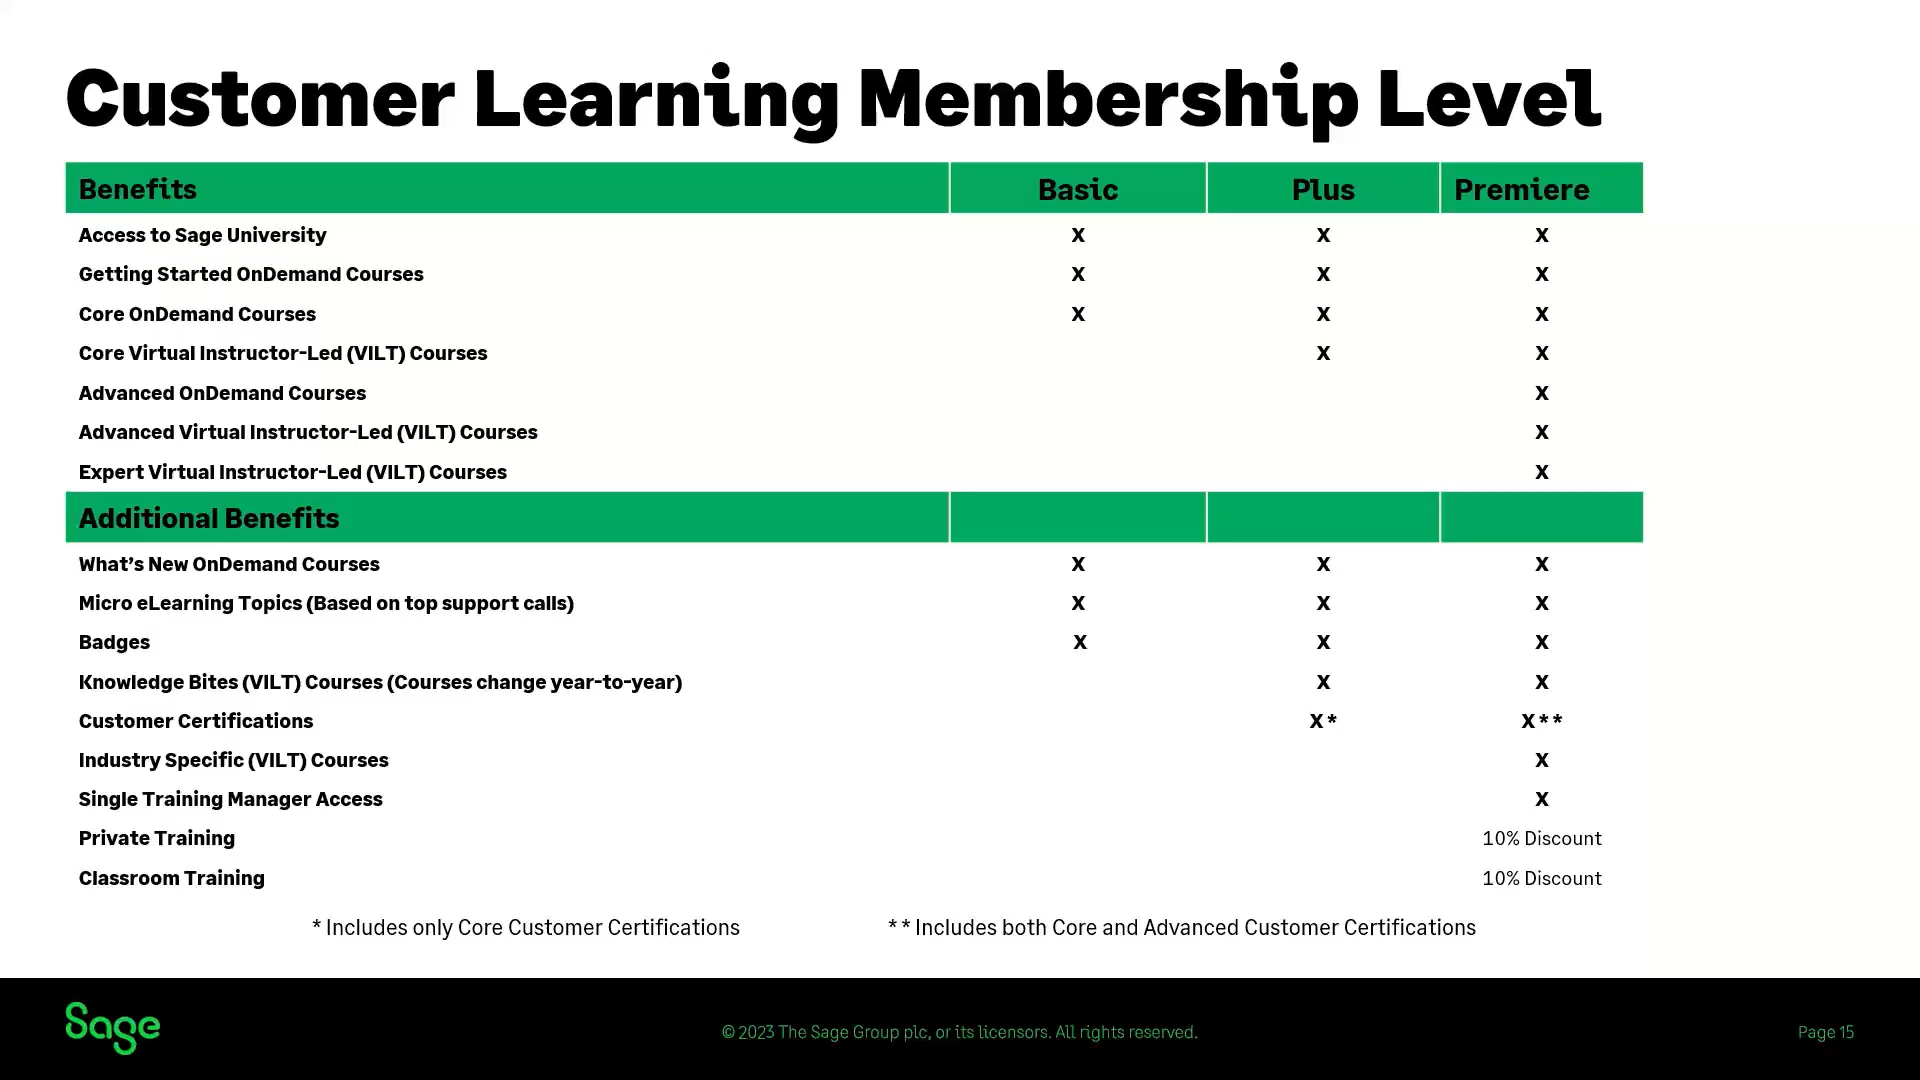 Customer Learning Membership Level
Benefits Basic Plus Premiere
Access to Sage University X X X
Getting Started OnDemand Courses X X X
Core OnDemand Courses X X X
Core Virtual Instructor-Led (VILT) Courses X X
Advanced OnDemand Courses X
Advanced Virtual Instructor-Led (VILT) Courses X
Expert Virtual Instructor-Led (VILT) Courses X
Additional Benefits
What’s New OnDemand Courses X X X
Micro eLearning Topics (Based on top support calls) X X X
Badges X X X
Knowledge Bites (VILT) Courses (Courses change year-to-year) X X
Customer Certifications X* X**
Industry Specific (VILT) Courses X
Single Training Manager Access X
Private Training 10% Discount
Classroom Training 10% Discount
* Includes only Core Customer Certifications ** Includes both Core and Advanced Customer Certifications
Sage © 2023 The Sage Group plc, or its licensors. All rights reserved. Page 15